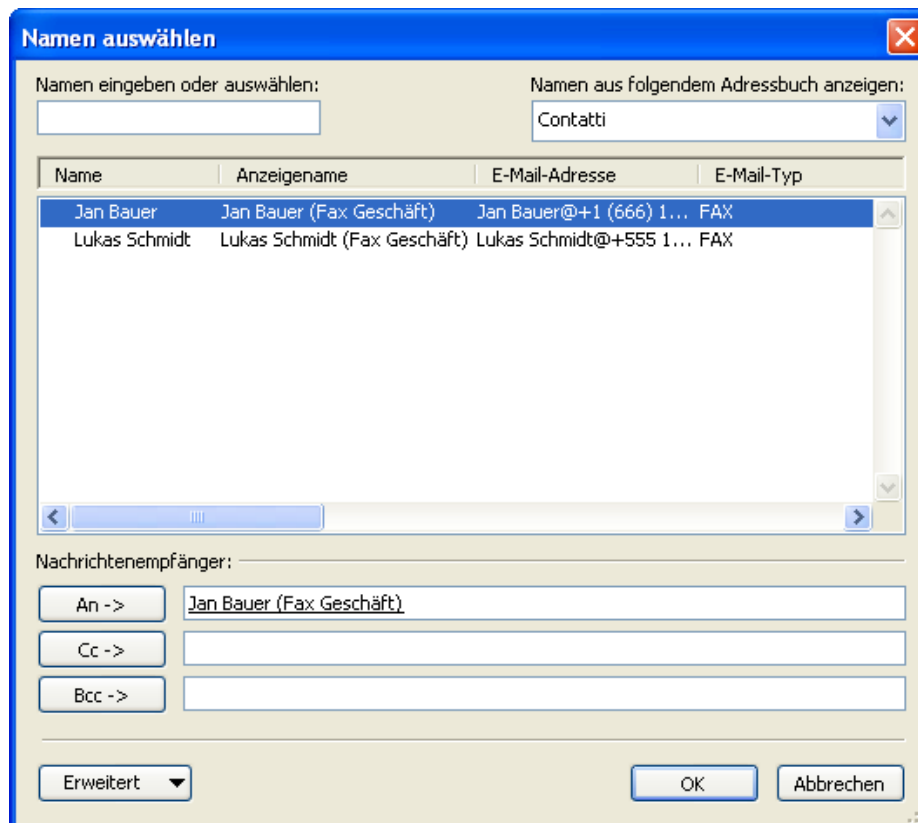 Namen auswählen
Namen eingeben oder auswählen: Namen aus folgendem Adressbuch anzeigen:
Contatti
Name Anzeigename E-Mail-Adresse E-Mail-Typ
Jan Bauer Jan Bauer (Fax Geschäft) Jan Bauer@+1 (666) 1... FAX
Lukas Schmidt Lukas Schmidt (Fax Geschäft) Lukas Schmidt@+555 1... FAX
Nachrichtenempfänger:
An -> Jan Bauer (Fax Geschäft)
Cc ->
Bcc ->
Erweitert OK Abbrechen